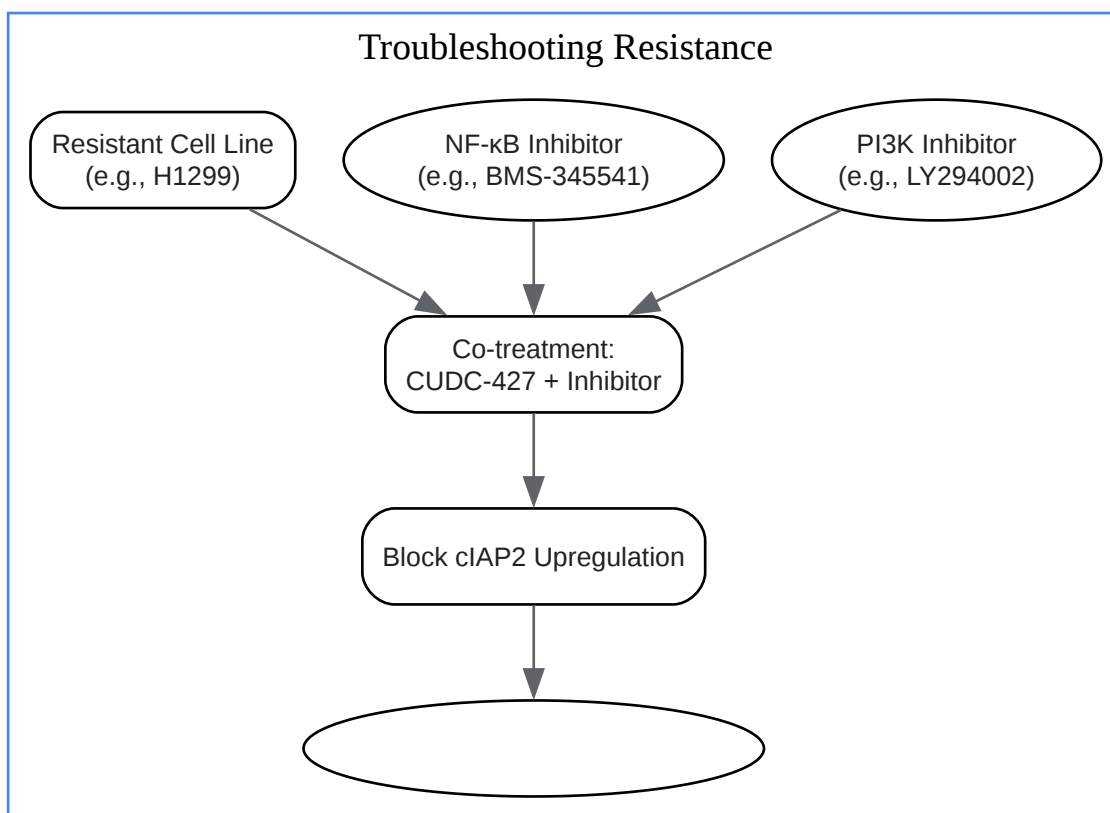 Troubleshooting Resistance
Resistant Cell Line
(e.g., H1299)
NF-κB Inhibitor
(e.g., BMS-345541)
PI3K Inhibitor
(e.g., LY294002)
Co-treatment:
CUDC-427 + Inhibitor
Block cIAP2 Upregulation